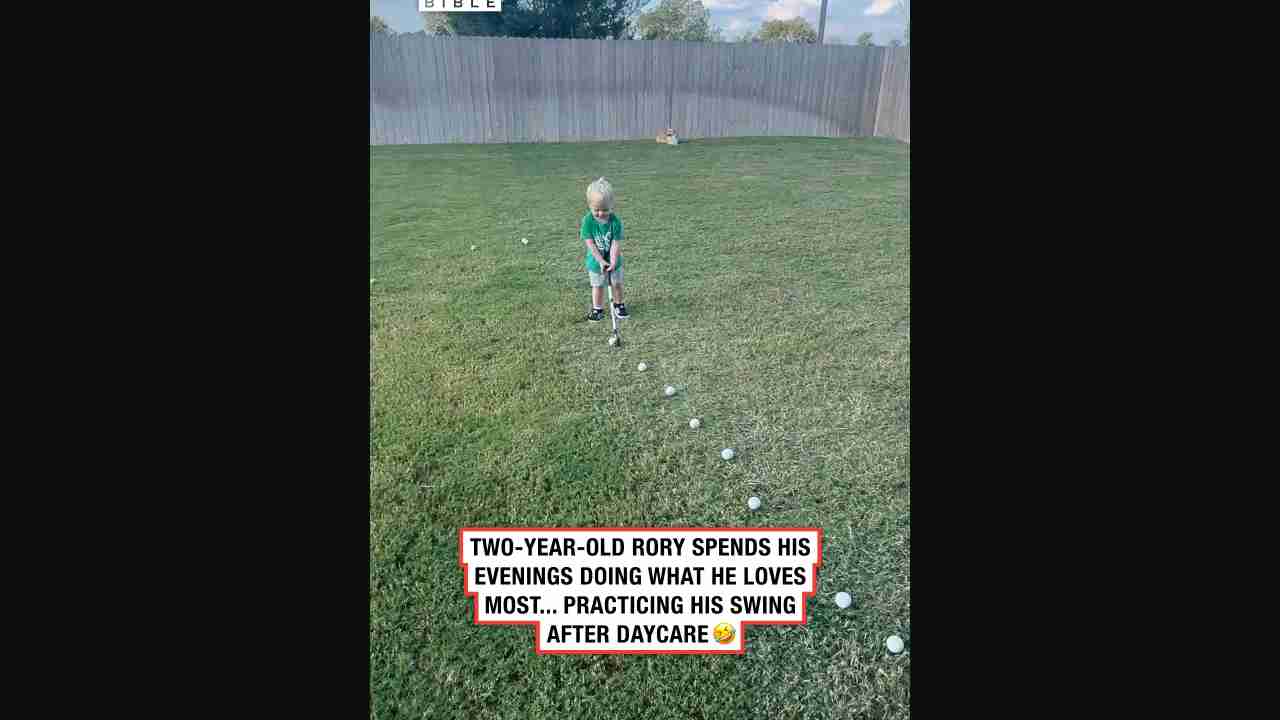 BIBLE
TWO-YEAR-OLD RORY SPENDS HIS
EVENINGS DOING WHAT HE LOVES
MOST... PRACTICING HIS SWING
AFTER DAYCARE🤣